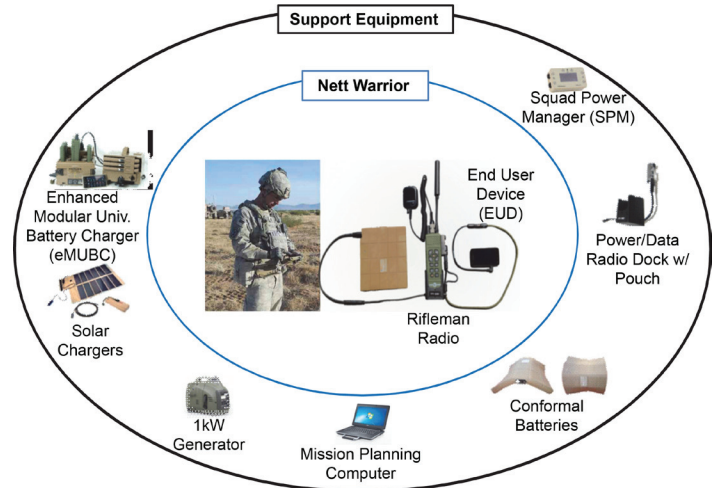 Support Equipment
Nett Warrior
Squad Power
Manager (SPM)
Enhanced
Modular Univ.
Battery Charger
(eMUBC)
End User
Device
(EUD)
Power/Data
Radio Dock w/
Pouch
Rifleman
Radio
Solar
Chargers
1kW
Generator
Mission Planning
Computer
Conformal
Batteries